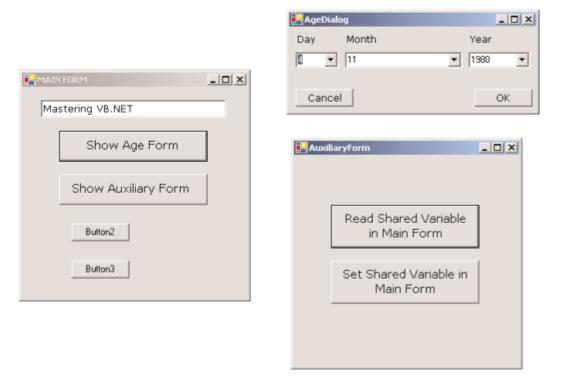 MAIN FORM
Mastering VB.NET
Show Age Form
Show Auxiliary Form
Button2
Button3
AgeDialog
Day Month Year
4 11 1980
Cancel OK
AuxiliaryForm
Read Shared Variable
in Main Form
Set Shared Variable in
Main Form